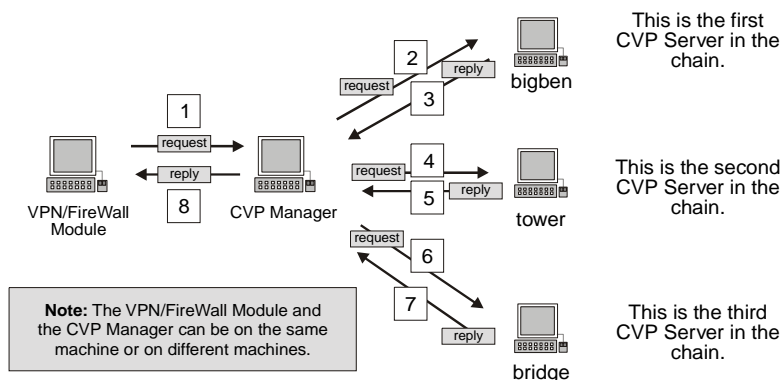 This is the first
CVP Server in the
chain.
2
request
reply
3
bigben
1
request
reply
8
VPN/FireWall
Module
CVP Manager
4
request
5
reply
tower
This is the second
CVP Server in the
chain.
request
6
7
reply
bridge
This is the third
CVP Server in the
chain.
Note: The VPN/FireWall Module and
the CVP Manager can be on the same
machine or on different machines.